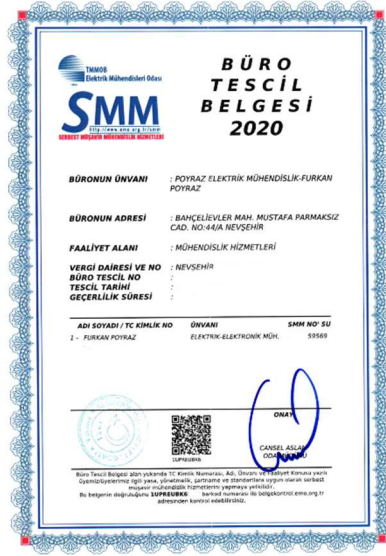 TMMOB
Elektrik Mühendisleri Odası
SMM
http://www.emo.org.tr/smm
SERBEST MÜŞAVİR MÜHENDİSLİK HİZMETLERİ
BÜRO
TESCİL
BELGESİ
2020
BÜRONUN ÜNVANI : POYRAZ ELEKTRİK MÜHENDİSLİK-FURKAN
POYRAZ
BÜRONUN ADRESİ : BAHÇELİEVLER MAH. MUSTAFA PARMAKSIZ
CAD. NO:44/A NEVŞEHİR
FAALİYET ALANI : MÜHENDİSLİK HİZMETLERİ
VERGİ DAİRESİ VE NO : NEVŞEHİR
BÜRO TESCİL NO :
TESCİL TARİHİ :
GEÇERLİLİK SÜRESİ :
ADI SOYADI / TC KİMLİK NO ÜNVANI SMM NO' SU
1 - FURKAN POYRAZ ELEKTRİK-ELEKTRONİK MÜH. 59569
ONAY
CANSEL ASLAN
1UPREUBK6
Büro Tescil Belgesi alan yukarıda TC Kimlik Numarası, Adı, Ünvanı ve Faaliyet Konusu yazılı
üyemiz/üyelerimiz ilgili yasa, yönetmelik, şartname ve standartlara uygun olarak serbest
müşavir mühendislik hizmetlerini yapmaya yetkilidir.
Bu belgenin doğruluğunu 1UPREUBK6 barkod numarası ile belgekontrol.emo.org.tr
adresinden kontrol edebilirsiniz.